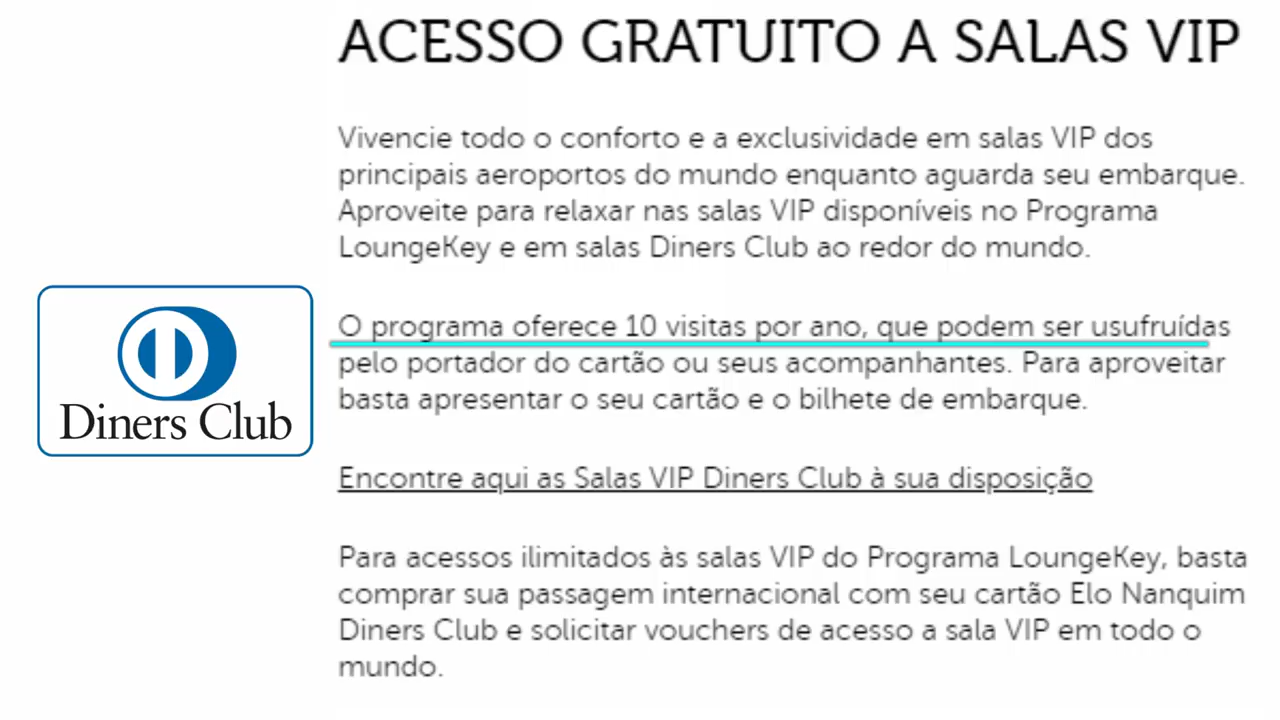 ACESSO GRATUITO A SALAS VIP
Vivencie todo o conforto e a exclusividade em salas VIP dos
principais aeroportos do mundo enquanto aguarda seu embarque.
Aproveite para relaxar nas salas VIP disponíveis no Programa
LoungeKey e em salas Diners Club ao redor do mundo.
O programa oferece 10 visitas por ano, que podem ser usufruídas
pelo portador do cartão ou seus acompanhantes. Para aproveitar
basta apresentar o seu cartão e o bilhete de embarque.
Diners Club
Encontre aqui as Salas VIP Diners Club à sua disposição
Para acessos ilimitados às salas VIP do Programa LoungeKey, basta
comprar sua passagem internacional com seu cartão Elo Nanquim
Diners Club e solicitar vouchers de acesso a sala VIP em todo o
mundo.